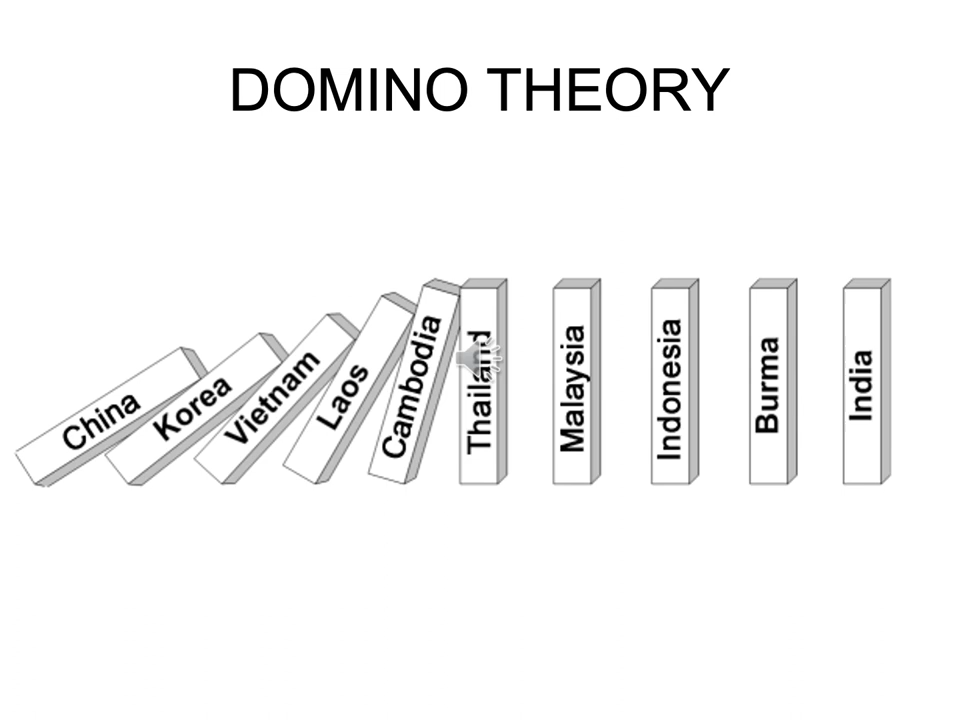 DOMINO THEORY
China
Korea
Vietnam
Laos
Cambodia
Thailand
Malaysia
Indonesia
Burma
India